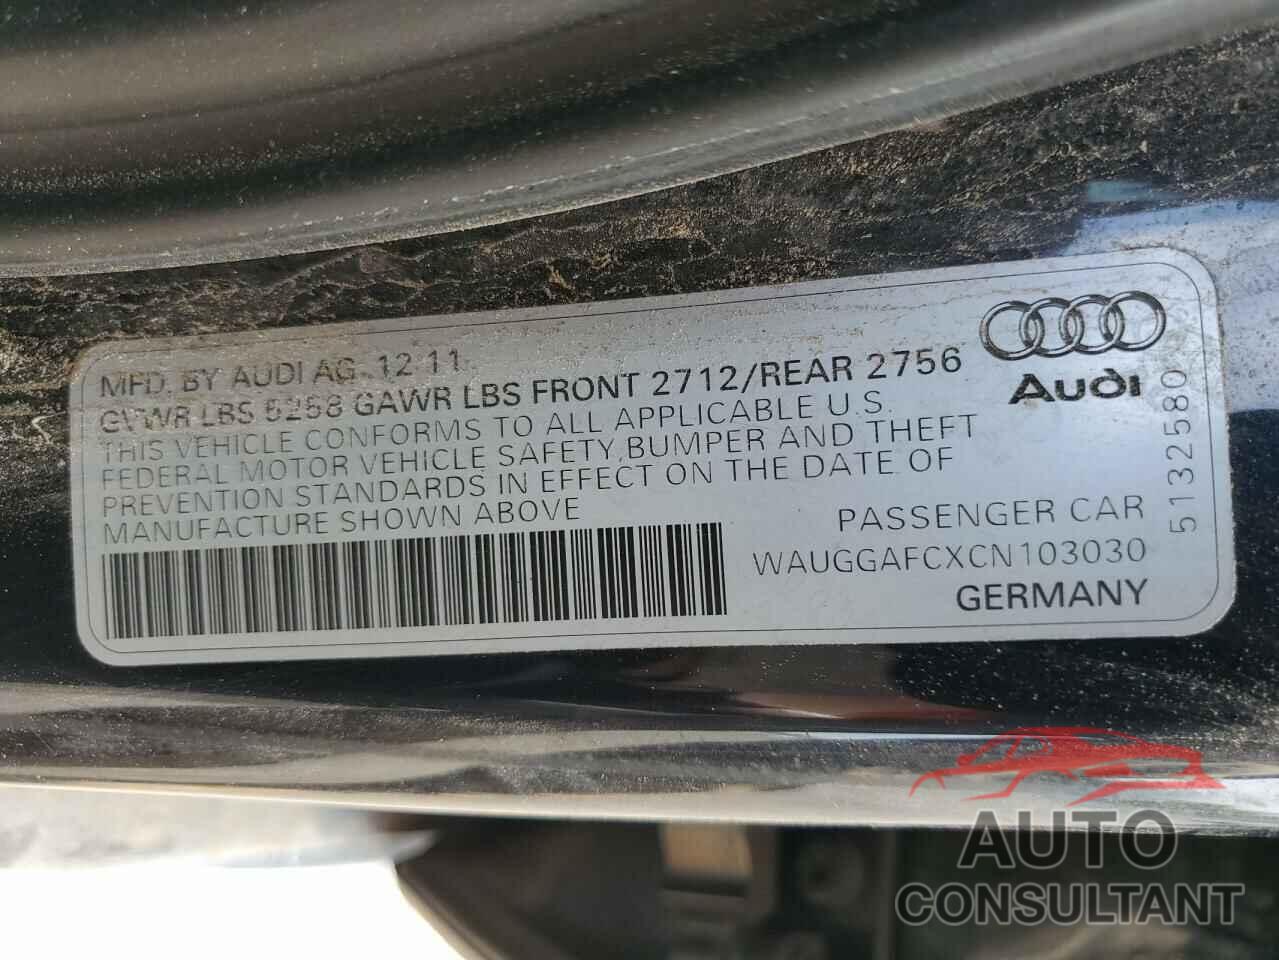 MFD. BY AUDI AG 12 11
GVWR LBS 5258 GAWR LBS FRONT 2712/REAR 2756
THIS VEHICLE CONFORMS TO ALL APPLICABLE U.S.
FEDERAL MOTOR VEHICLE SAFETY,BUMPER AND THEFT
PREVENTION STANDARDS IN EFFECT ON THE DATE OF
MANUFACTURE SHOWN ABOVE
Audi
PASSENGER CAR
WAUGGAFCXCN103030
GERMANY
5132580
AUTO
CONSULTANT